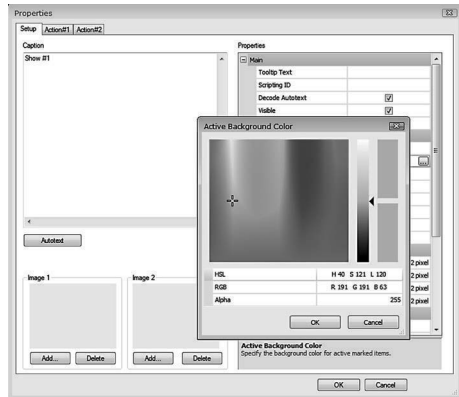 Properties
Setup Action#1 Action#2
Caption
Properties
Show #1
Main
Tooltip Text
Scripting ID
Decode Autotext
Visible
Active Background Color
...
HSL H 40 S 121 L 120
RGB R 191 G 191 B 63
Alpha 255
OK Cancel
2 pixel
2 pixel
2 pixel
2 pixel
Autotext
Image 1
Image 2
Add... Delete
Add... Delete
Active Background Color
Specify the background color for active marked items.
OK Cancel